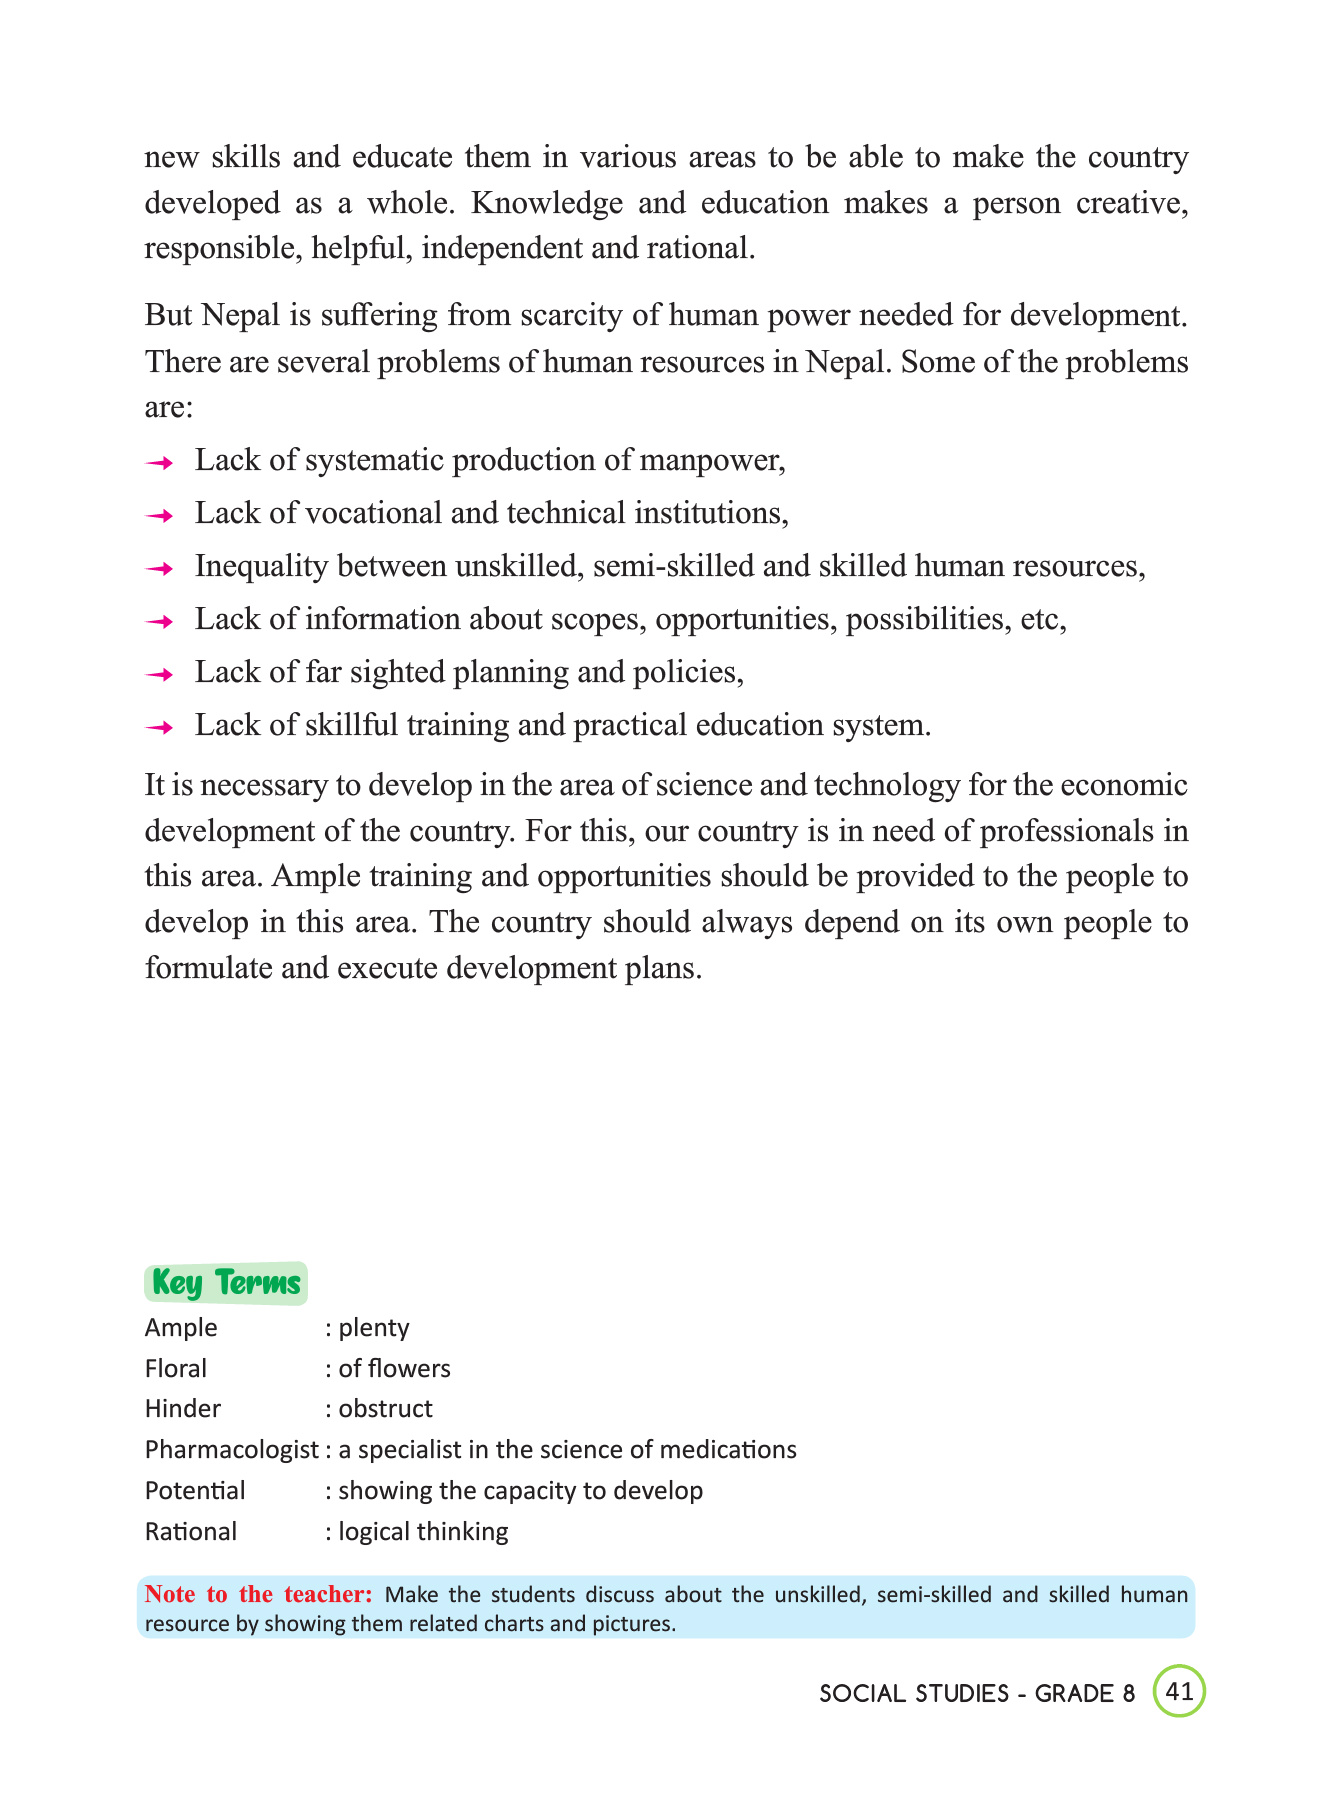 new skills and educate them in various areas to be able to make the country
developed as a whole. Knowledge and education makes a person creative,
responsible, helpful, independent and rational.
But Nepal is suffering from scarcity of human power needed for development.
There are several problems of human resources in Nepal. Some of the problems
are:
Lack of systematic production of manpower,
Lack of vocational and technical institutions,
Inequality between unskilled, semi-skilled and skilled human resources,
Lack of information about scopes, opportunities, possibilities, etc,
Lack of far sighted planning and policies,
Lack of skillful training and practical education system.
It is necessary to develop in the area of science and technology for the economic
development of the country. For this, our country is in need of professionals in
this area. Ample training and opportunities should be provided to the people to
develop in this area. The country should always depend on its own people to
formulate and execute development plans.
Key Terms
Ample : plenty
Floral : of flowers
Hinder : obstruct
Pharmacologist : a specialist in the science of medications
Potential : showing the capacity to develop
Rational : logical thinking
Note to the teacher: Make the students discuss about the unskilled, semi-skilled and skilled human
resource by showing them related charts and pictures.
SOCIAL STUDIES - GRADE 8 41